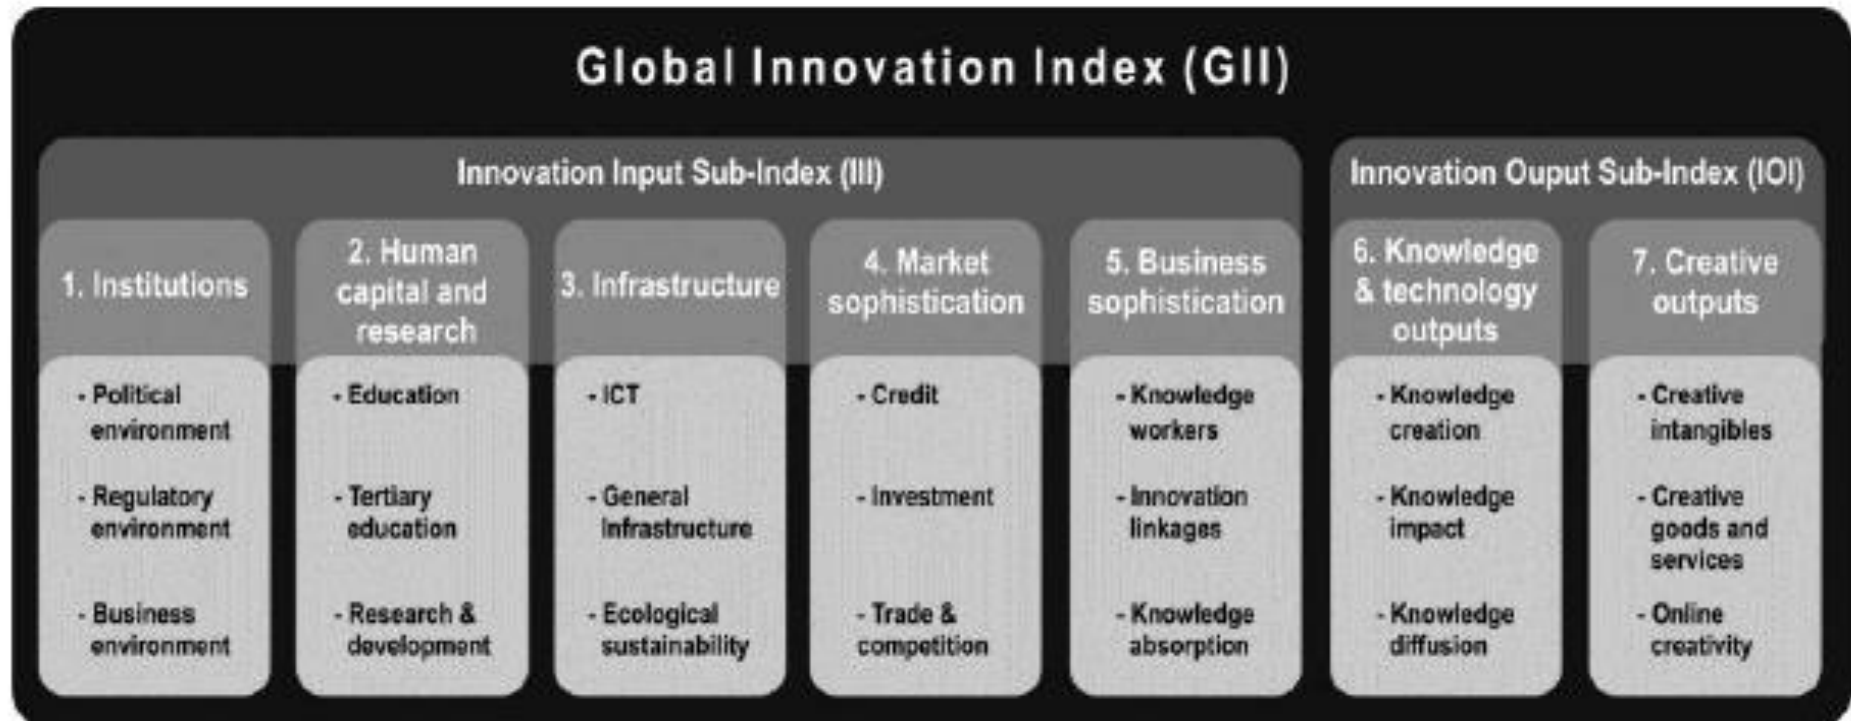 Global Innovation Index (GII)
Innovation Input Sub-Index (III)
Innovation Ouput Sub-Index (IOI)
1. Institutions
- Political
environment
- Regulatory
environment
- Business
environment
2. Human
capital and
research
- Education
- Tertiary
education
- Research &
development
3. Infrastructure
- ICT
- General
Infrastructure
- Ecological
sustainability
4. Market
sophistication
- Credit
- Investment
- Trade &
competition
5. Business
sophistication
- Knowledge
workers
- Innovation
linkages
- Knowledge
absorption
6. Knowledge
& technology
outputs
- Knowledge
creation
- Knowledge
impact
- Knowledge
diffusion
7. Creative
outputs
- Creative
intangibles
- Creative
goods and
services
- Online
creativity